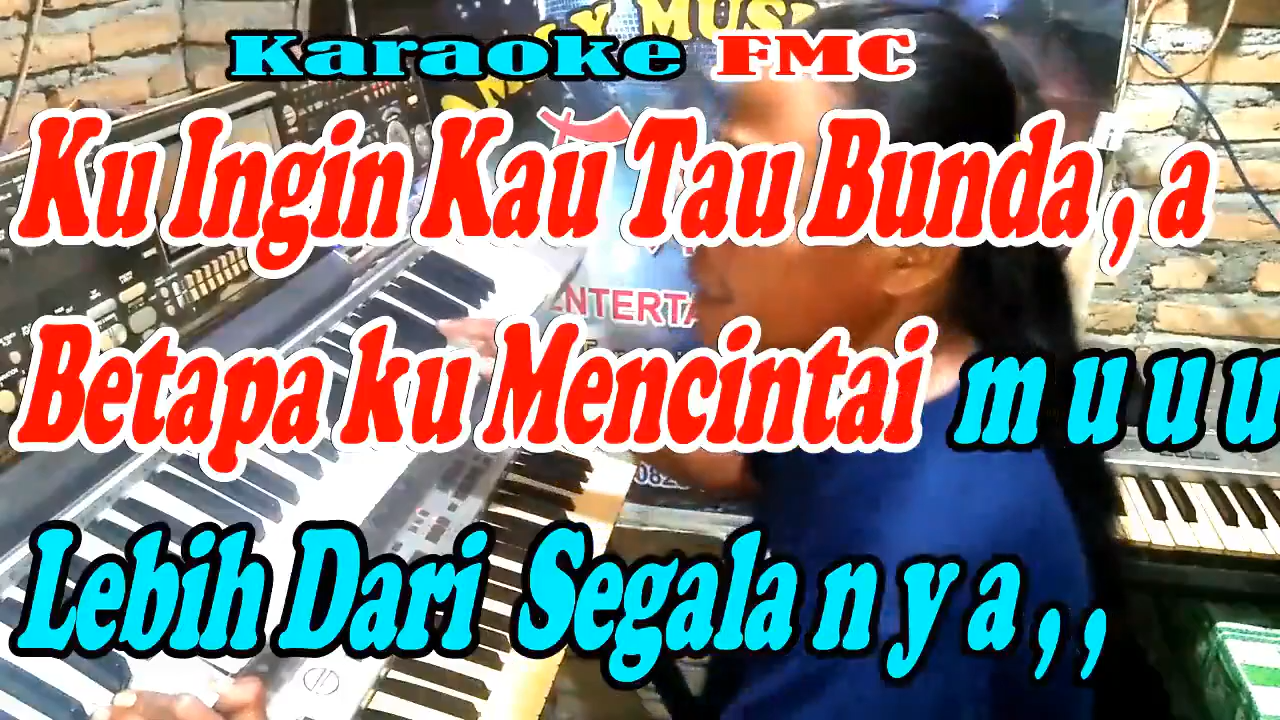 Karaoke FMC
Ku Ingin Kau Tau Bunda , a
Betapa ku Mencintai m u u u
Lebih Dari Segala n y a , ,